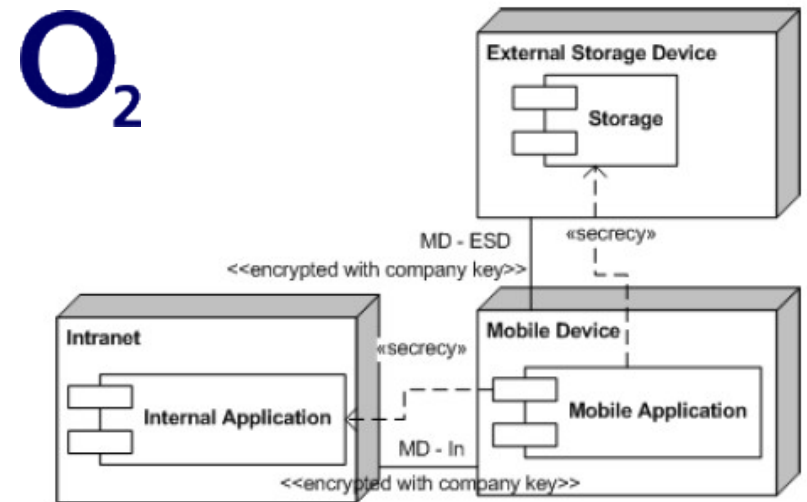 O2
External Storage Device
Storage
MD - ESD
«secrecy»
<<encrypted with company key>>
Intranet
«secrecy»
Mobile Device
Internal Application
Mobile Application
MD - In
<<encrypted with company key>>